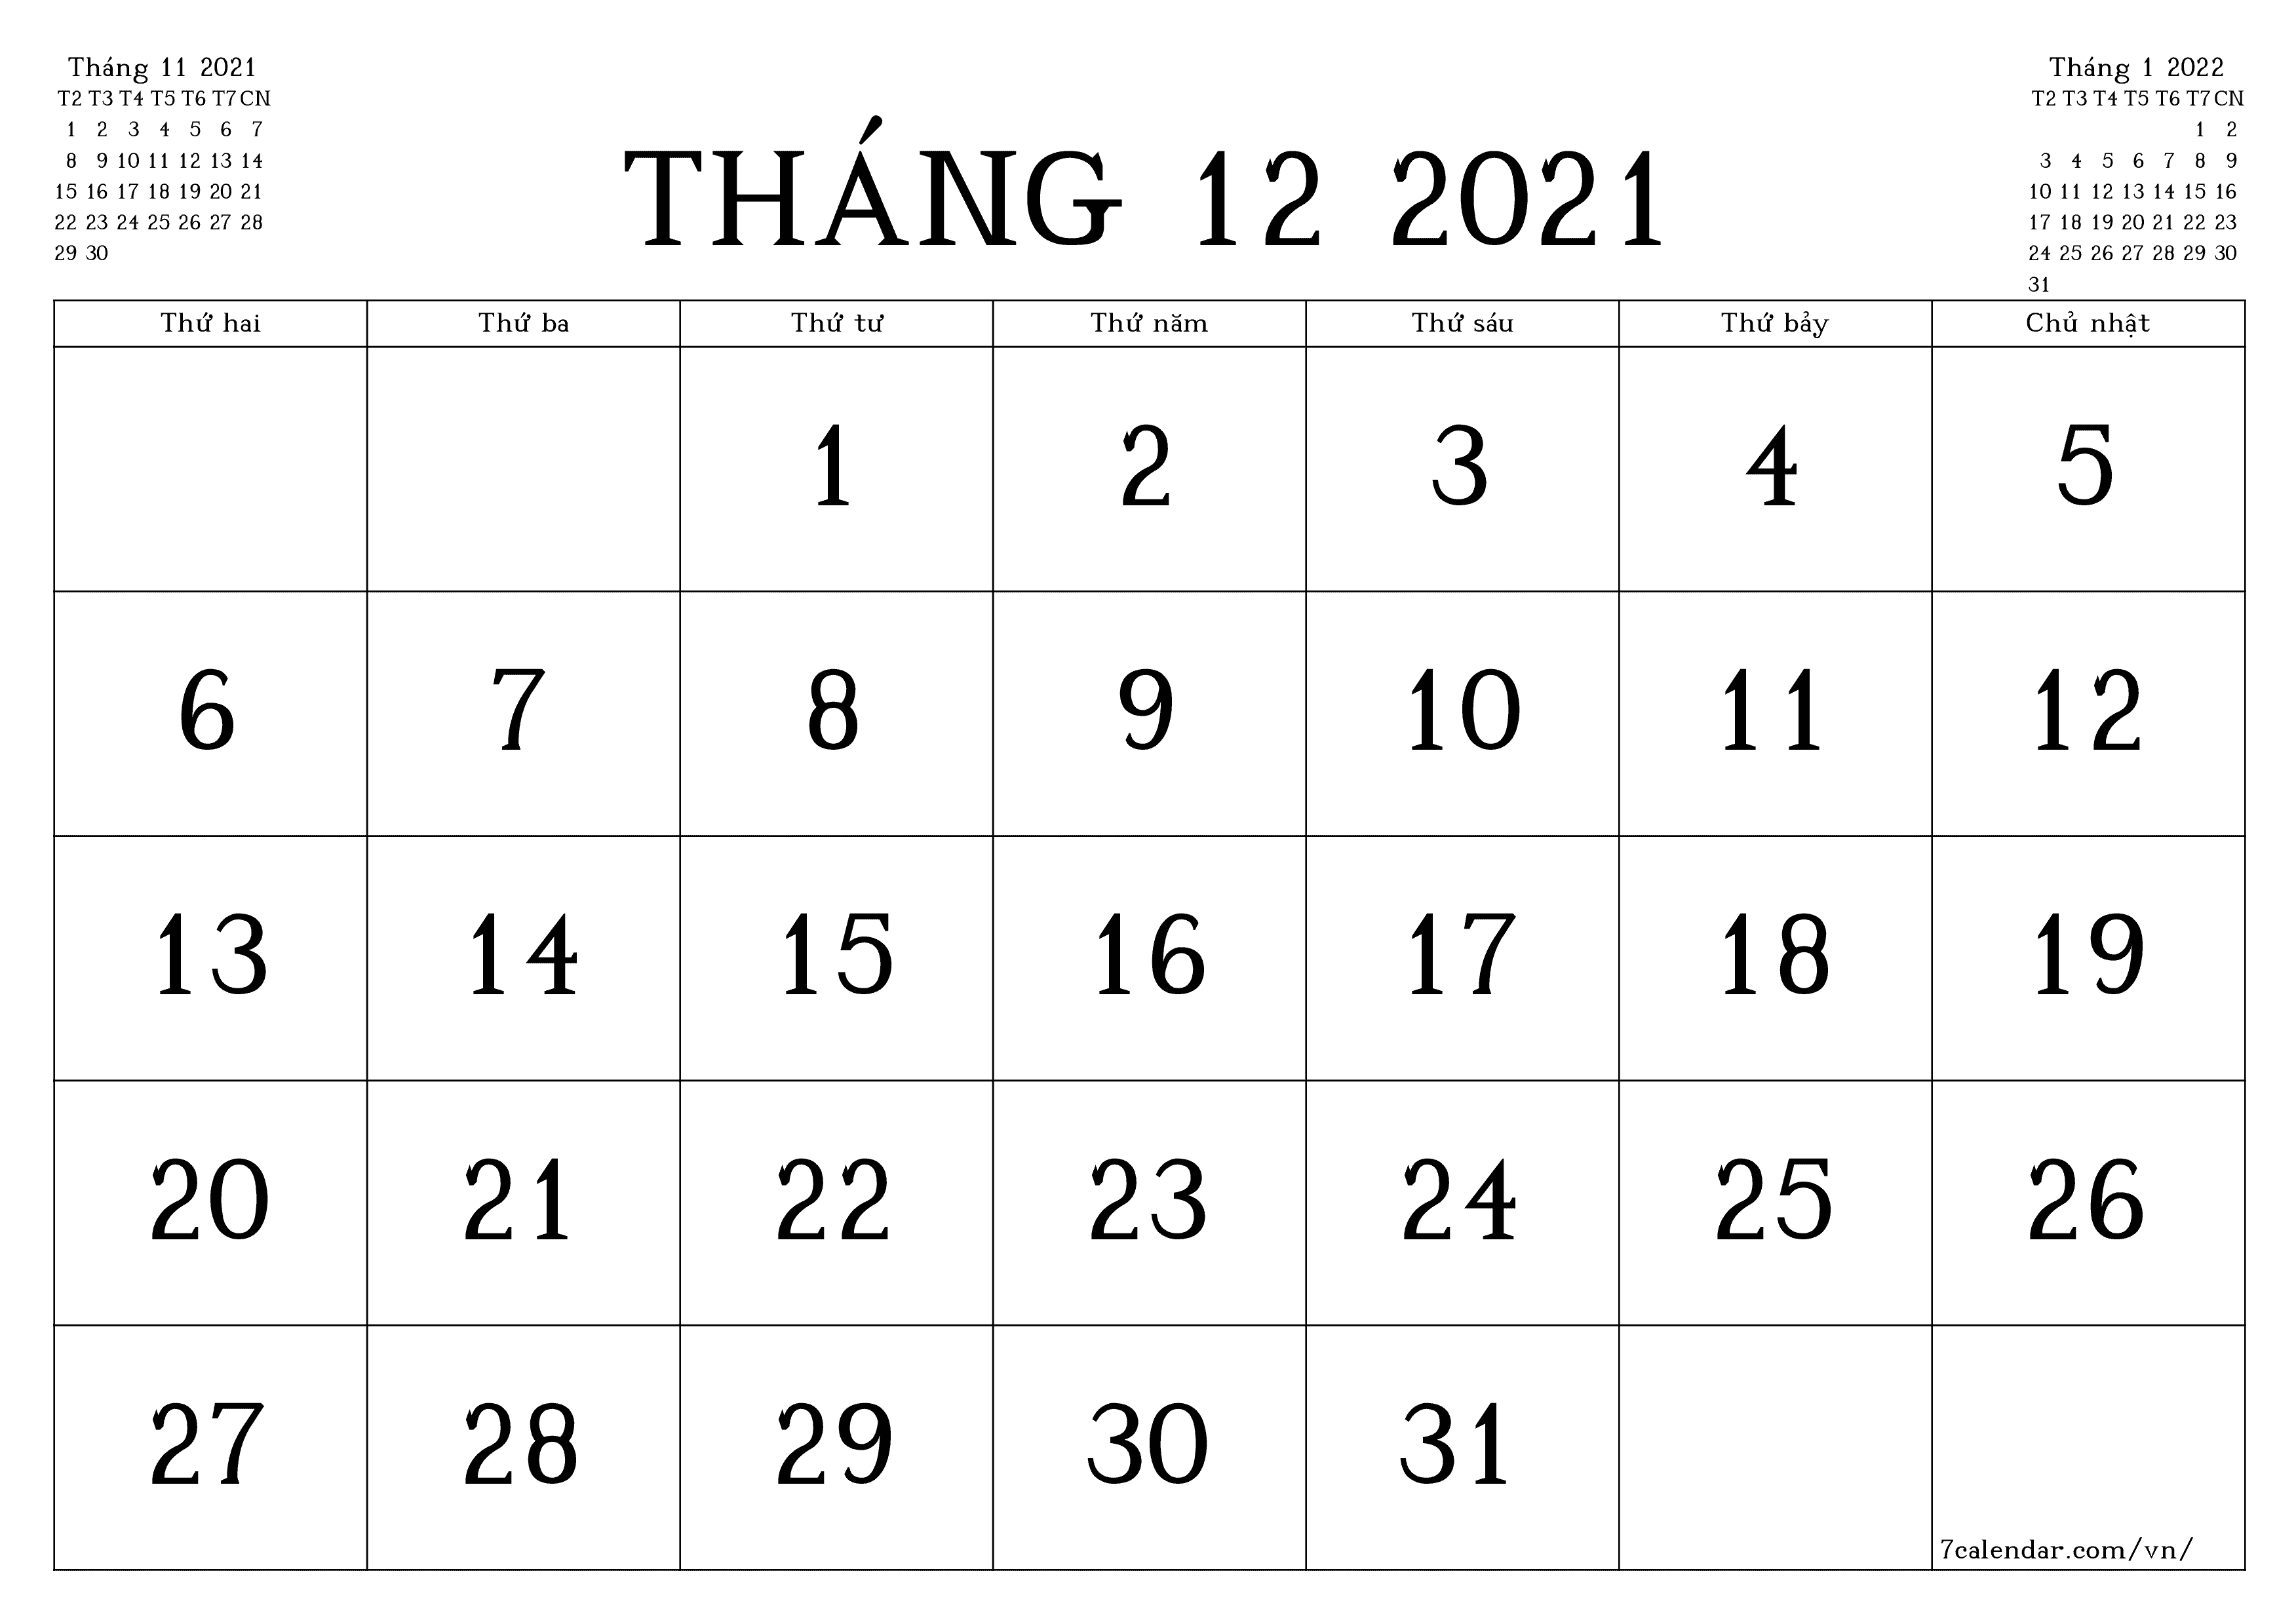 Tháng 11 2021
T2 T3 T4 T5 T6 T7 CN
1 2 3 4 5 6 7
8 9 10 11 12 13 14
15 16 17 18 19 20 21
22 23 24 25 26 27 28
29 30
THÁNG 12 2021
Tháng 1 2022
T2 T3 T4 T5 T6 T7 CN
1 2
3 4 5 6 7 8 9
10 11 12 13 14 15 16
17 18 19 20 21 22 23
24 25 26 27 28 29 30
31
Thứ hai Thứ ba Thứ tư Thứ năm Thứ sáu Thứ bảy Chủ nhật
1 2 3 4 5
6 7 8 9 10 11 12
13 14 15 16 17 18 19
20 21 22 23 24 25 26
27 28 29 30 31
7calendar.com/vn/